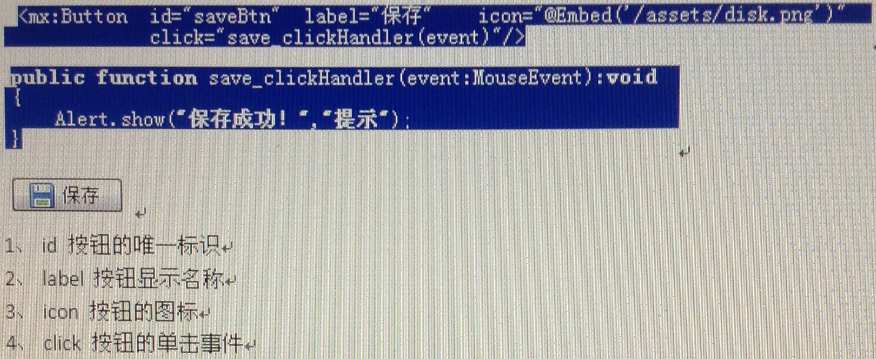 <mx:Button id="saveBtn" label="保存" icon="@Embed('/assets/disk.png')"
click="save_clickHandler(event)"/>
public function save_clickHandler(event:MouseEvent):void
{
Alert.show("保存成功！","提示");
}
保存
1、 id 按钮的唯一标识
2、 label 按钮显示名称
3、 icon 按钮的图标
4、 click 按钮的单击事件